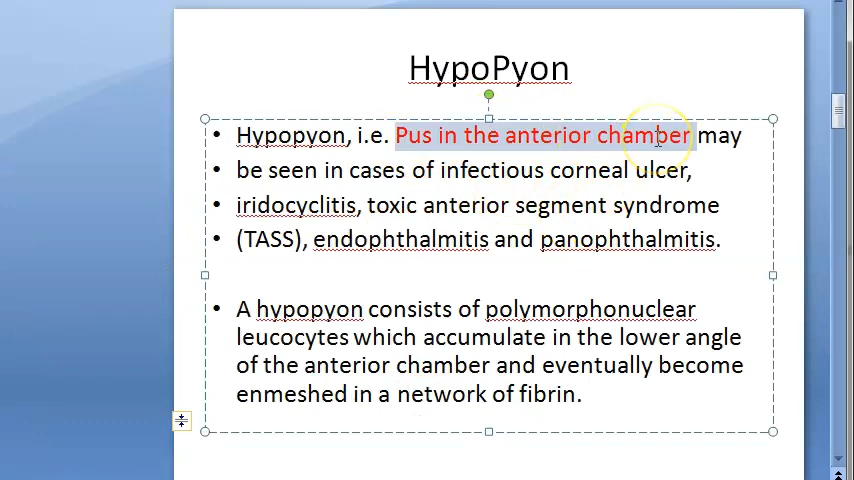 HypoPyon
• Hypopyon, i.e. Pus in the anterior chamber may
• be seen in cases of infectious corneal ulcer,
• iridocyclitis, toxic anterior segment syndrome
• (TASS), endophthalmitis and panophthalmitis.
• A hypopyon consists of polymorphonuclear
leucocytes which accumulate in the lower angle
of the anterior chamber and eventually become
enmeshed in a network of fibrin.